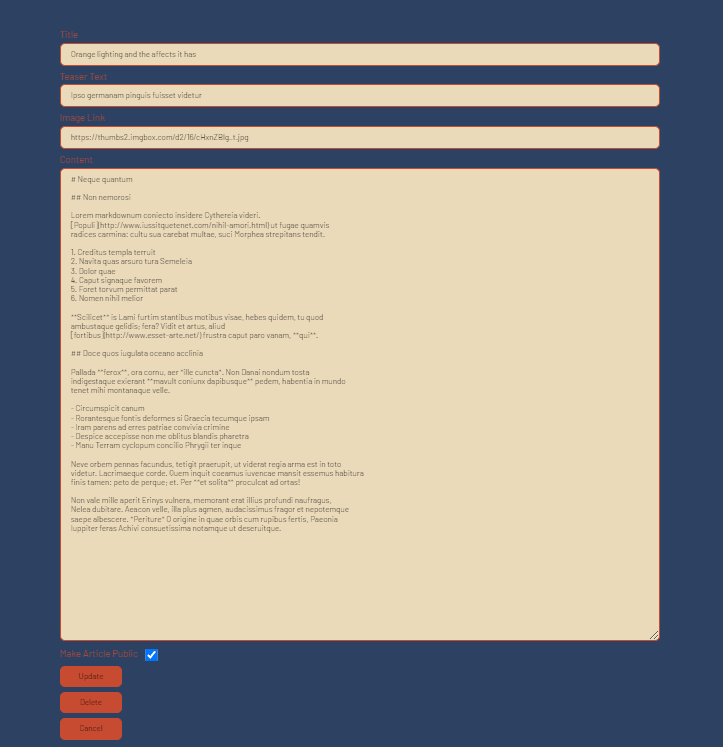 Title
Orange lighting and the affects it has
Teaser Text
Ipso germanam pinguis fuisset videtur
Image Link
https://thumbs2.imgbox.com/d2/16/cHxnZBlg_t.jpg
Content
# Neque quantum
## Non nemorosi
Lorem markdownum coniecto insidere Cythereia videri.
[Populi](http://www.iussitquetenet.com/nihil-amori.html) ut fugae quamvis
radices carmina; cultu sua carebat multae, suci Morphea strepitans tendit.
1. Creditus templa terruit
2. Navita quas arsuro tura Semeleia
3. Dolor quae
4. Caput signaque favorem
5. Foret torvum permittat parat
6. Nomen nihil melior
**Scilicet** is Lami furtim stantibus motibus visae, hebes quidem, tu quod
ambustaque gelidis: fera? Vidit et artus, aliud
[fortibus](http://www.esset-arte.net/) frustra caput paro vanam, **qui**.
## Doce quos iugulata oceano acclinia
Pallada **ferox**, ora cornu, aer *ille cuncta*. Non Danai nondum tosta
indigestaque exierant **mavult coniunx dapibusque** pedem, habentia in mundo
tenet mihi montanaque velle.
- Circumspicit canum
- Rorantesque fontis deformes si Graecia tecumque ipsam
- Iram parens ad erres patriae convivia crimine
- Despice accepisse non me oblitus blandis pharetra
- Manu Terram cyclopum concilio Phrygii ter inque
Neve orbem pennas facundus, tetigit praerupit, ut viderat regia arma est in toto
videtur. Lacrimaeque corde. Quem inquit coeamus iuvencae mansit essemus habitura
finis tamen: peto de perque; et. Per **et solita** proculcat ad ortas!
Non vale mille aperit Erinys vulnera, memorant erat illius profundi naufragus,
Nelea dubitare. Aeacon velle, illa plus agmen, audacissimus fragor et nepotemque
saepe albescere. *Periture* O origine in quae orbis cum rupibus fertis, Paeonia
Iuppiter feras Achivi consuetissima notamque ut deseruitque.
Make Article Public
Update
Delete
Cancel